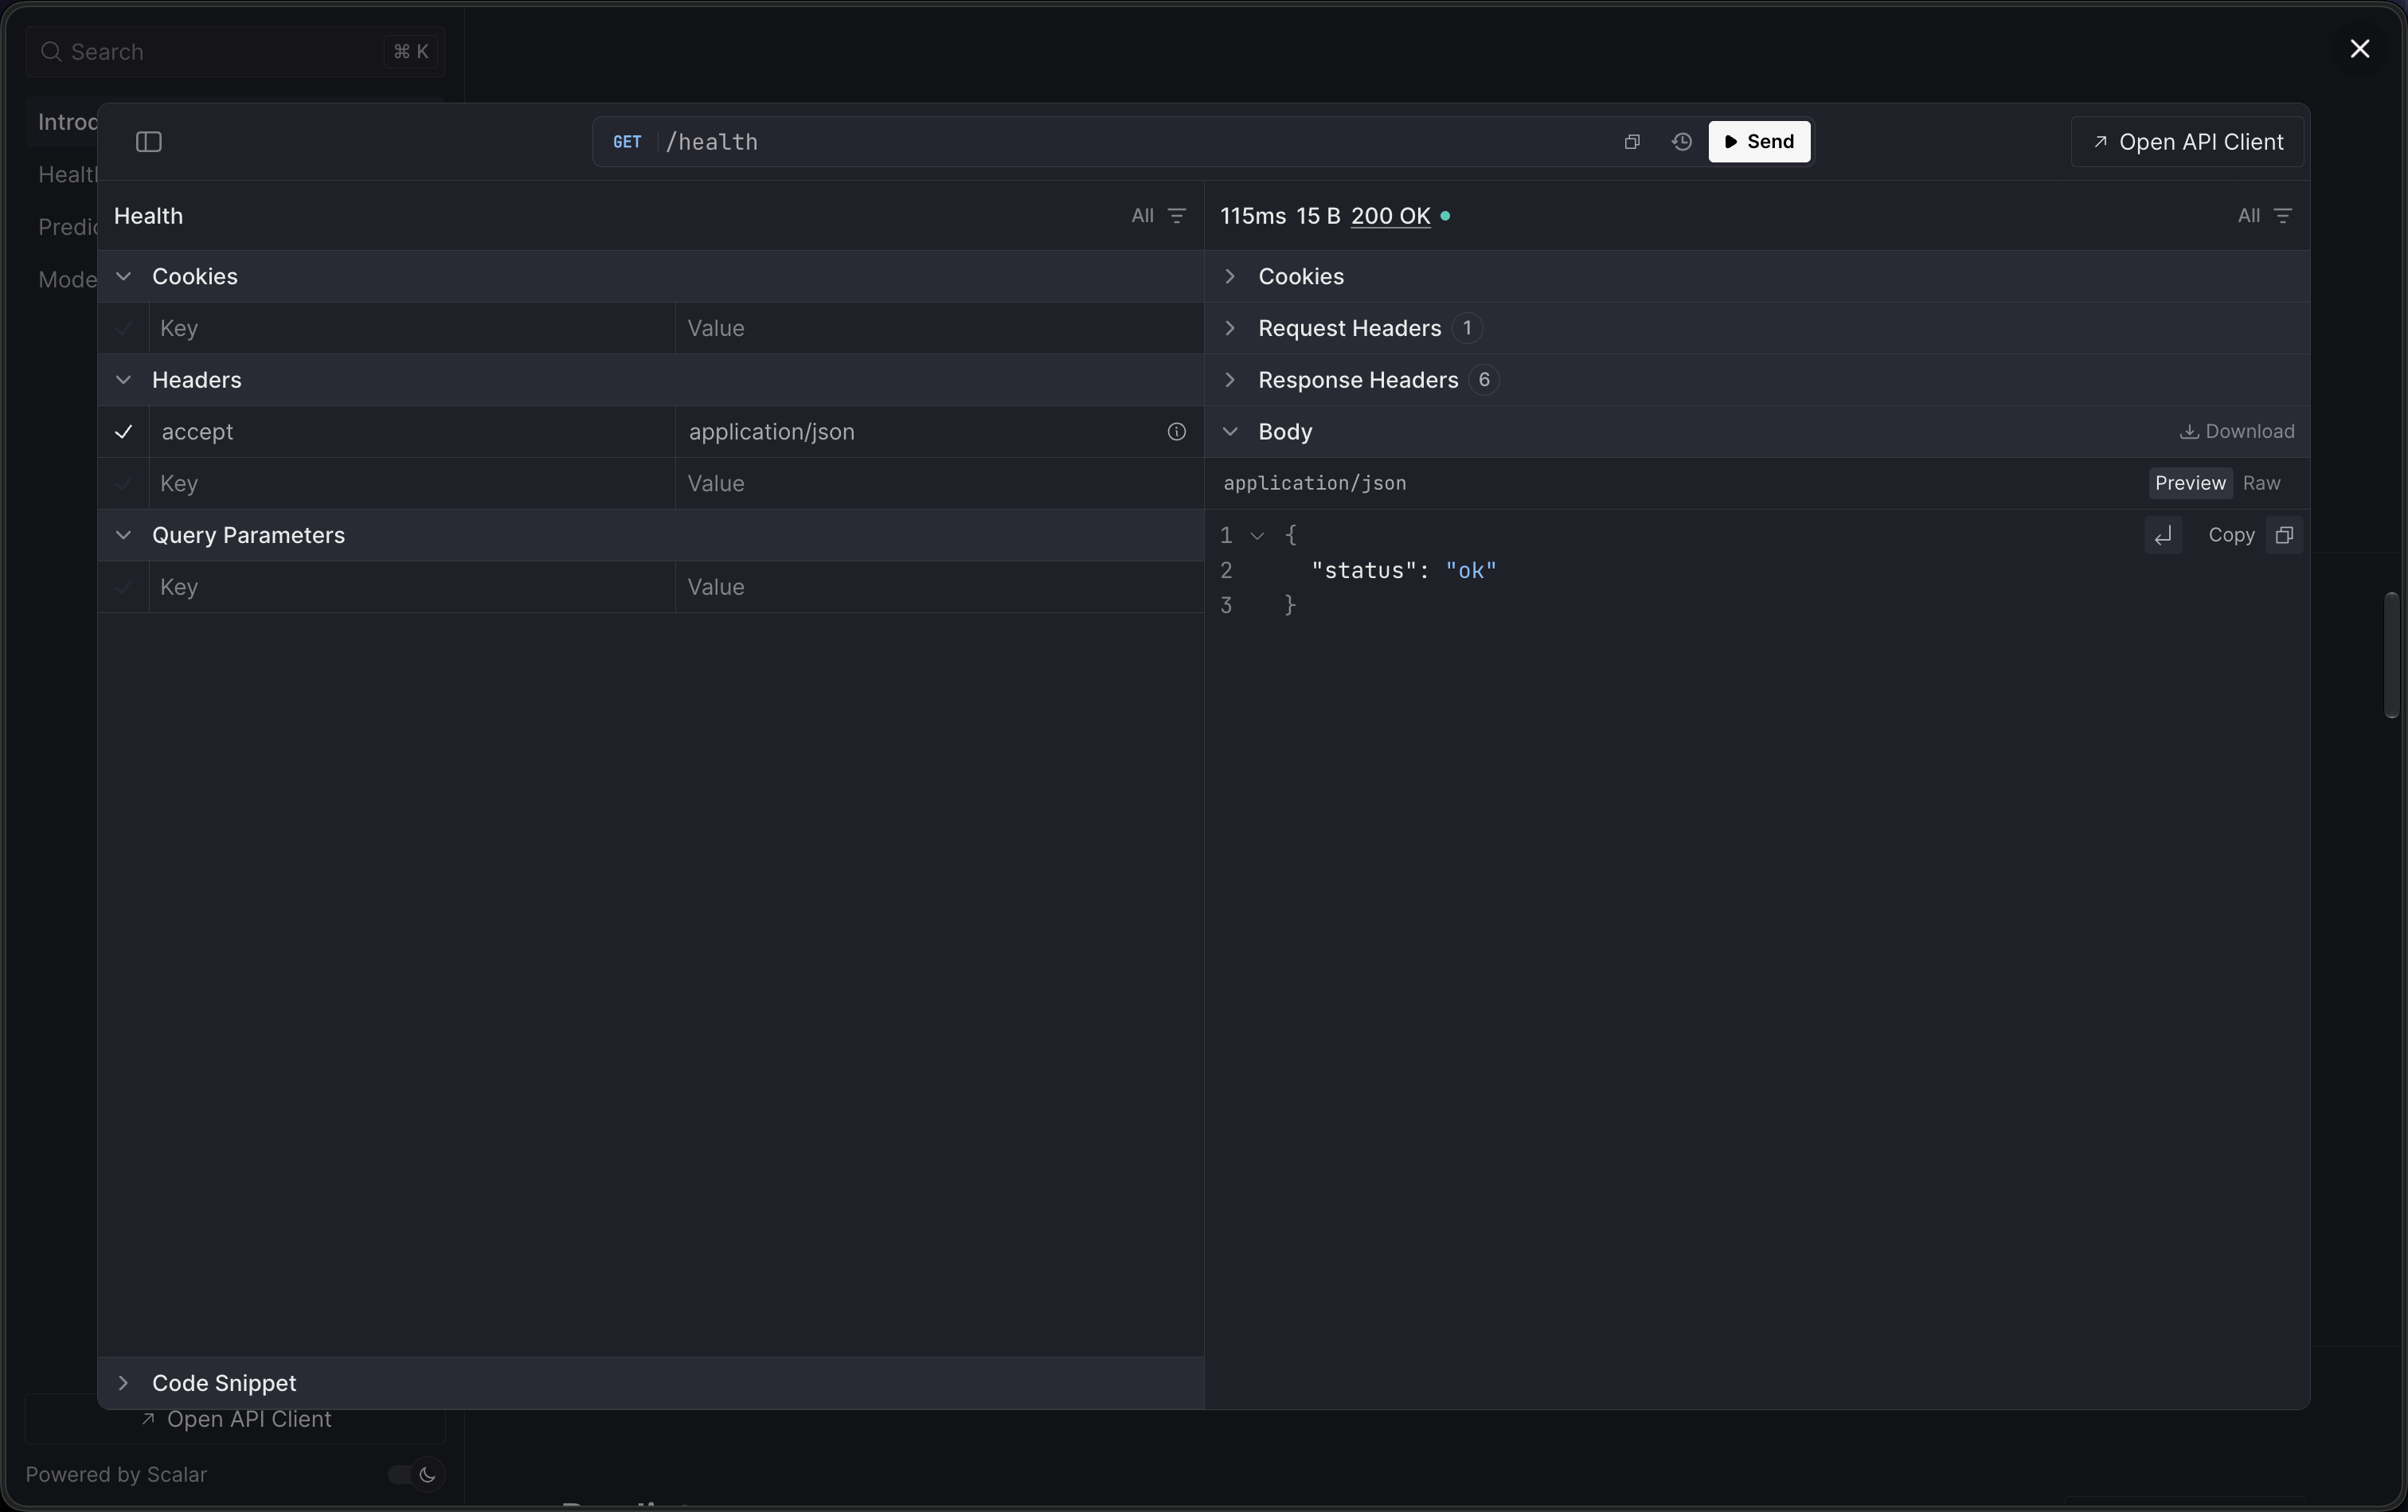 Search
⌘ K
Introd
Healt
Predic
Mode
GET /health
Send
Open API Client
Health
All
115ms 15 B 200 OK
All
Cookies
Key Value
Headers
accept application/json
Key Value
Query Parameters
Key Value
Code Snippet
Cookies
Request Headers 1
Response Headers 6
Body
Download
application/json
Preview Raw
Copy
1 {
2 "status": "ok"
3 }
Open API Client
Powered by Scalar